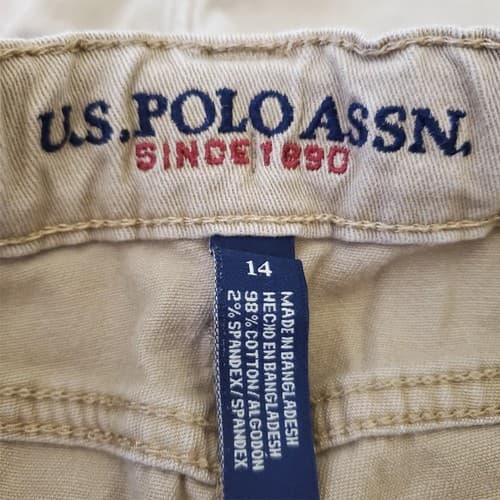 U.S. POLO ASSN.
SINCE 1890
14
MADE IN BANGLADESH
HECHO EN BANGLADESH
98% COTTON/ALGODON
2% SPANDEX/SPANDEX